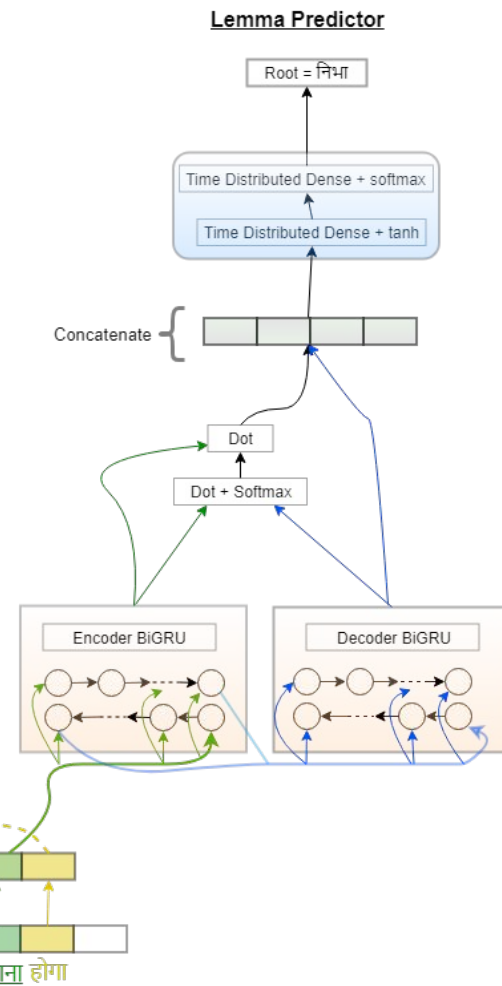 Lemma Predictor
Root = निभा
Time Distributed Dense + softmax
Time Distributed Dense + tanh
Concatenate
Dot
Dot + Softmax
Encoder BiGRU
Decoder BiGRU
होगा